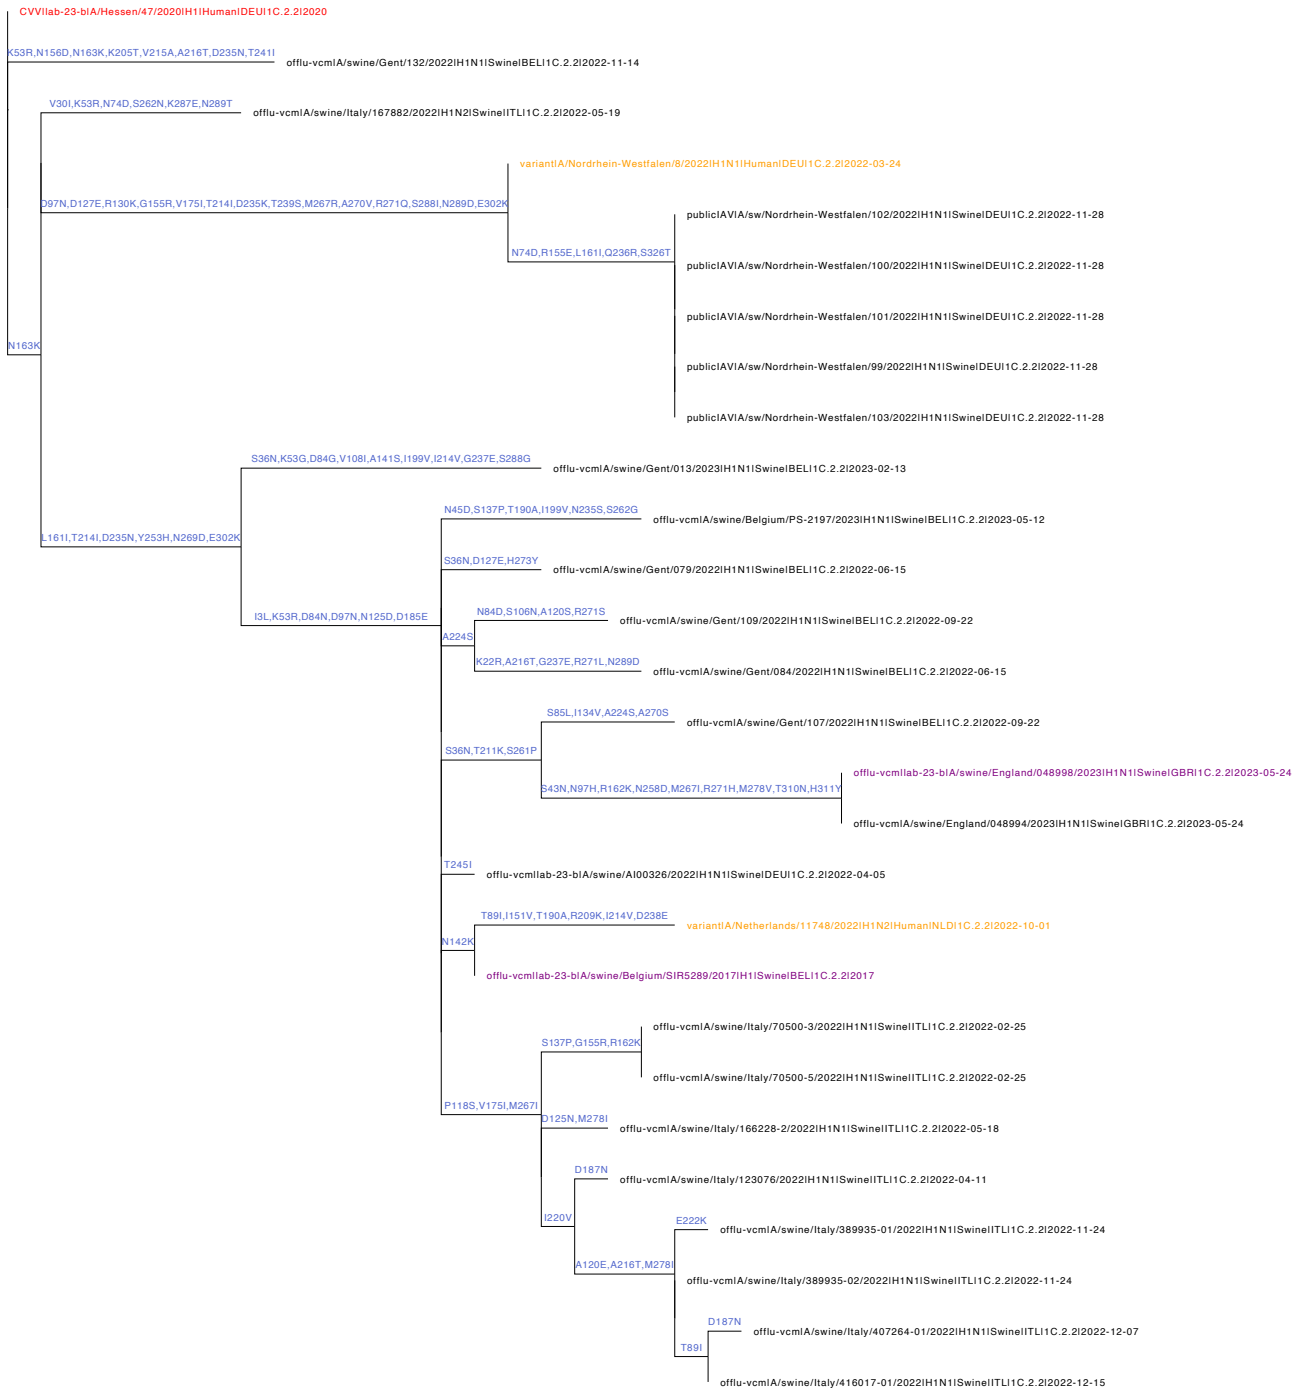 CVV|lab-23-b|A/Hessen/47/2020|H1|Human|DEU|1C.2.2|2020
K53R,N156D,N163K,K205T,V215A,A216T,D235N,T241I
offlu-vcm|A/swine/Gent/132/2022|H1N1|Swine|BEL|1C.2.2|2022-11-14
V30I,K53R,N74D,S262N,K287E,N289T
offlu-vcm|A/swine/Italy/167882/2022|H1N2|Swine|ITL|1C.2.2|2022-05-19
variant|A/Nordrhein-Westfalen/8/2022|H1N1|Human|DEU|1C.2.2|2022-03-24
D97N,D127E,R130K,G155R,V175I,T214I,D235K,T239S,M267R,A270V,R271Q,S288I,N289D,E302K
publicIAV|A/sw/Nordrhein-Westfalen/102/2022|H1N1|Swine|DEU|1C.2.2|2022-11-28
N74D,R155E,L161I,Q236R,S326T
publicIAV|A/sw/Nordrhein-Westfalen/100/2022|H1N1|Swine|DEU|1C.2.2|2022-11-28
publicIAV|A/sw/Nordrhein-Westfalen/101/2022|H1N1|Swine|DEU|1C.2.2|2022-11-28
N163K
publicIAV|A/sw/Nordrhein-Westfalen/99/2022|H1N1|Swine|DEU|1C.2.2|2022-11-28
publicIAV|A/sw/Nordrhein-Westfalen/103/2022|H1N1|Swine|DEU|1C.2.2|2022-11-28
S36N,K53G,D84G,V108I,A141S,I199V,I214V,G237E,S288G
offlu-vcm|A/swine/Gent/013/2023|H1N1|Swine|BEL|1C.2.2|2023-02-13
N45D,S137P,T190A,I199V,N235S,S262G
offlu-vcm|A/swine/Belgium/PS-2197/2023|H1N1|Swine|BEL|1C.2.2|2023-05-12
L161I,T214I,D235N,Y253H,N269D,E302K
S36N,D127E,H273Y
offlu-vcm|A/swine/Gent/079/2022|H1N1|Swine|BEL|1C.2.2|2022-06-15
I3L,K53R,D84N,D97N,N125D,D185E
N84D,S106N,A120S,R271S
offlu-vcm|A/swine/Gent/109/2022|H1N1|Swine|BEL|1C.2.2|2022-09-22
A224S
K22R,A216T,G237E,R271L,N289D
offlu-vcm|A/swine/Gent/084/2022|H1N1|Swine|BEL|1C.2.2|2022-06-15
S85L,I134V,A224S,A270S
offlu-vcm|A/swine/Gent/107/2022|H1N1|Swine|BEL|1C.2.2|2022-09-22
S36N,T211K,S261P
offlu-vcm|lab-23-b|A/swine/England/048998/2023|H1N1|Swine|GBR|1C.2.2|2023-05-24
S43N,N97H,R162K,N258D,M267I,R271H,M278V,T310N,H311Y
offlu-vcm|A/swine/England/048994/2023|H1N1|Swine|GBR|1C.2.2|2023-05-24
T245I
offlu-vcm|lab-23-b|A/swine/AI00326/2022|H1N1|Swine|DEU|1C.2.2|2022-04-05
T89I,I151V,T190A,R209K,I214V,D238E
variant|A/Netherlands/11748/2022|H1N2|Human|NLD|1C.2.2|2022-10-01
N142K
offlu-vcm|lab-23-b|A/swine/Belgium/SIR5289/2017|H1|Swine|BEL|1C.2.2|2017
offlu-vcm|A/swine/Italy/70500-3/2022|H1N1|Swine|ITL|1C.2.2|2022-02-25
S137P,G155R,R162K
offlu-vcm|A/swine/Italy/70500-5/2022|H1N1|Swine|ITL|1C.2.2|2022-02-25
P118S,V175I,M267I
D125N,M278I
offlu-vcm|A/swine/Italy/166228-2/2022|H1N1|Swine|ITL|1C.2.2|2022-05-18
D187N
offlu-vcm|A/swine/Italy/123076/2022|H1N1|Swine|ITL|1C.2.2|2022-04-11
I220V
E222K
offlu-vcm|A/swine/Italy/389935-01/2022|H1N1|Swine|ITL|1C.2.2|2022-11-24
A120E,A216T,M278I
offlu-vcm|A/swine/Italy/389935-02/2022|H1N1|Swine|ITL|1C.2.2|2022-11-24
D187N
offlu-vcm|A/swine/Italy/407264-01/2022|H1N1|Swine|ITL|1C.2.2|2022-12-07
T89I
offlu-vcm|A/swine/Italy/416017-01/2022|H1N1|Swine|ITL|1C.2.2|2022-12-15